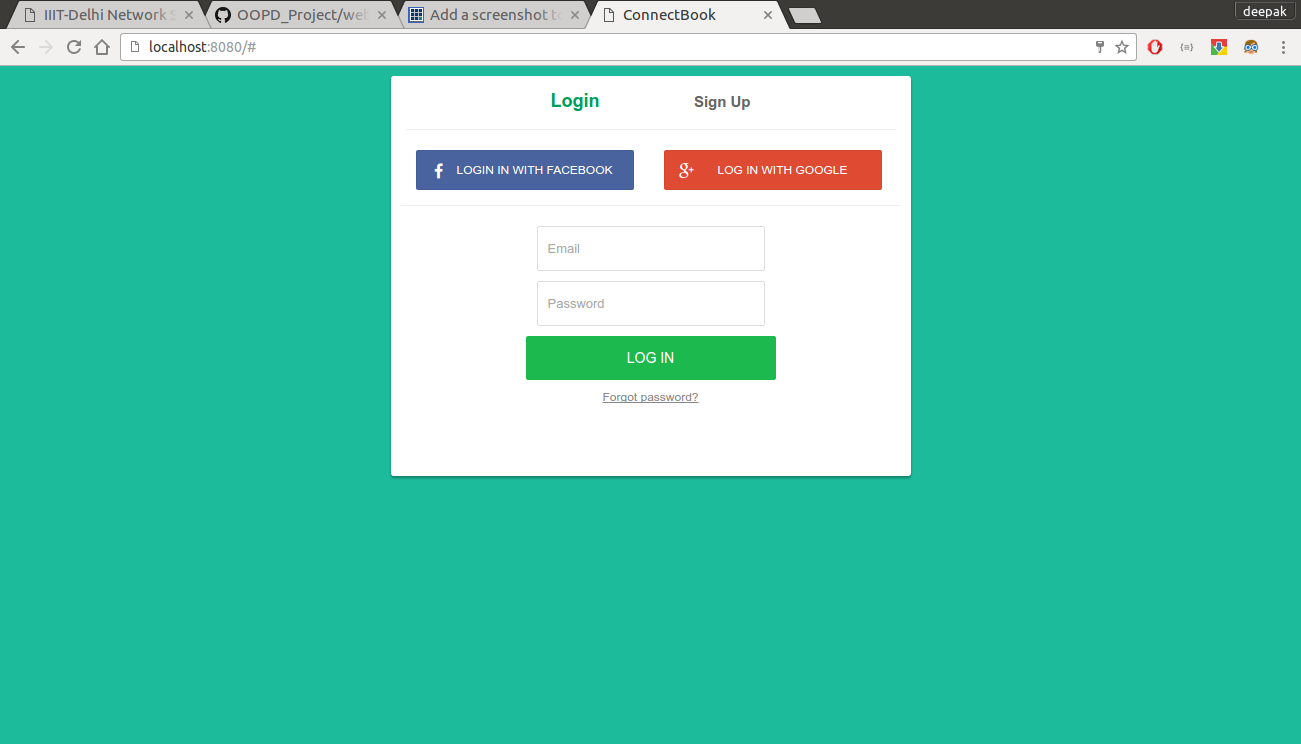 IIIT-Delhi Network S
OOPD_Project/web
Add a screenshot to
ConnectBook
deepak
localhost:8080/#
Login
Sign Up
LOGIN IN WITH FACEBOOK
LOG IN WITH GOOGLE
Email
Password
LOG IN
Forgot password?